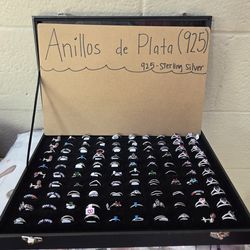 Anillos de Plata (925)
925-Sterling Silver